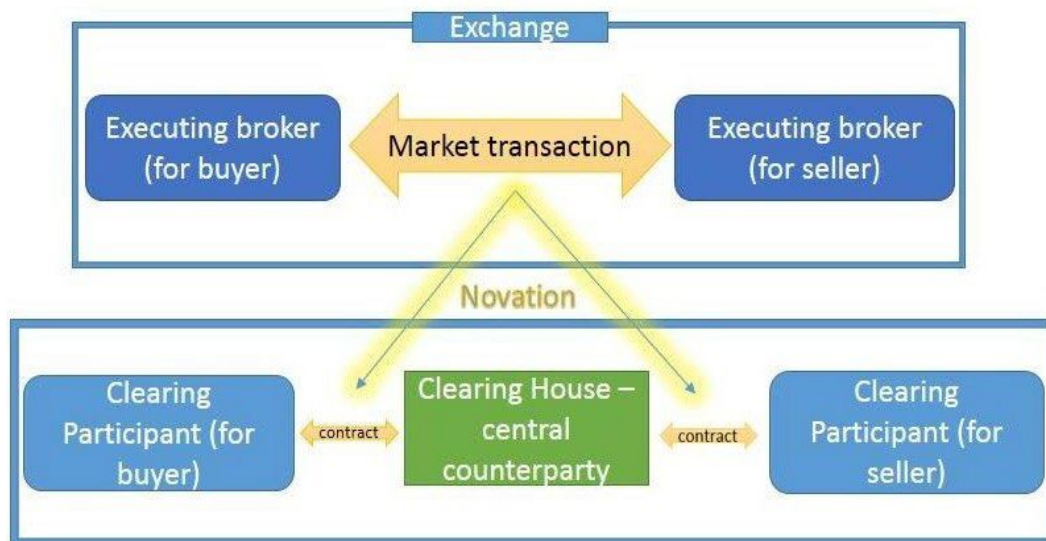 Exchange
Executing broker
(for buyer)
Market transaction
Executing broker
(for seller)
Novation
Clearing
Participant (for
buyer)
contract
Clearing House –
central
counterparty
contract
Clearing
Participant (for
seller)